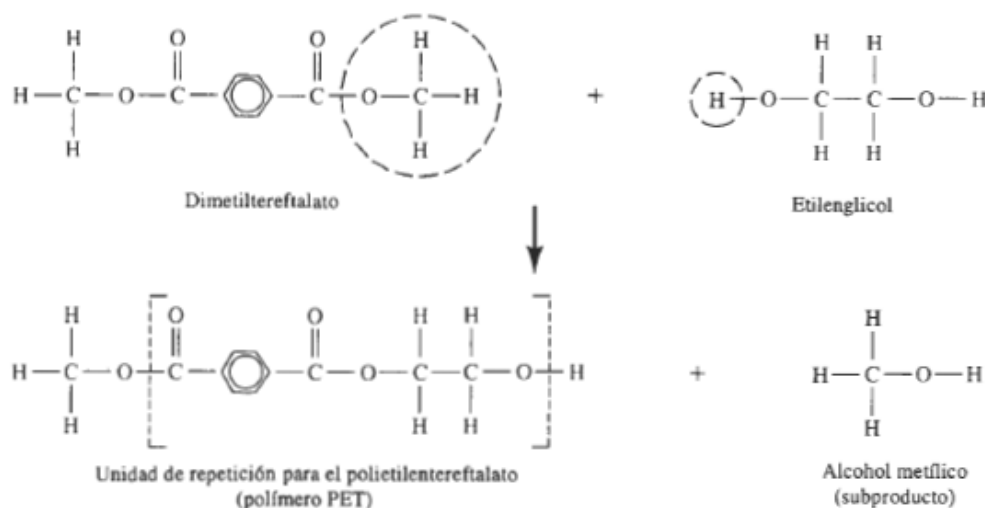 H O O H
H—C—O—C—C—O—C—H + H—O—C—C—O—H
H H H H
Dimetiltereftalato
Etilenglicol
H O O H H H
H—C—O—C—C—O—C—C—O—H + H—C—O—H
H H H H
Unidad de repetición para el polietilentereftalato
(polímero PET)
Alcohol metílico
(subproducto)